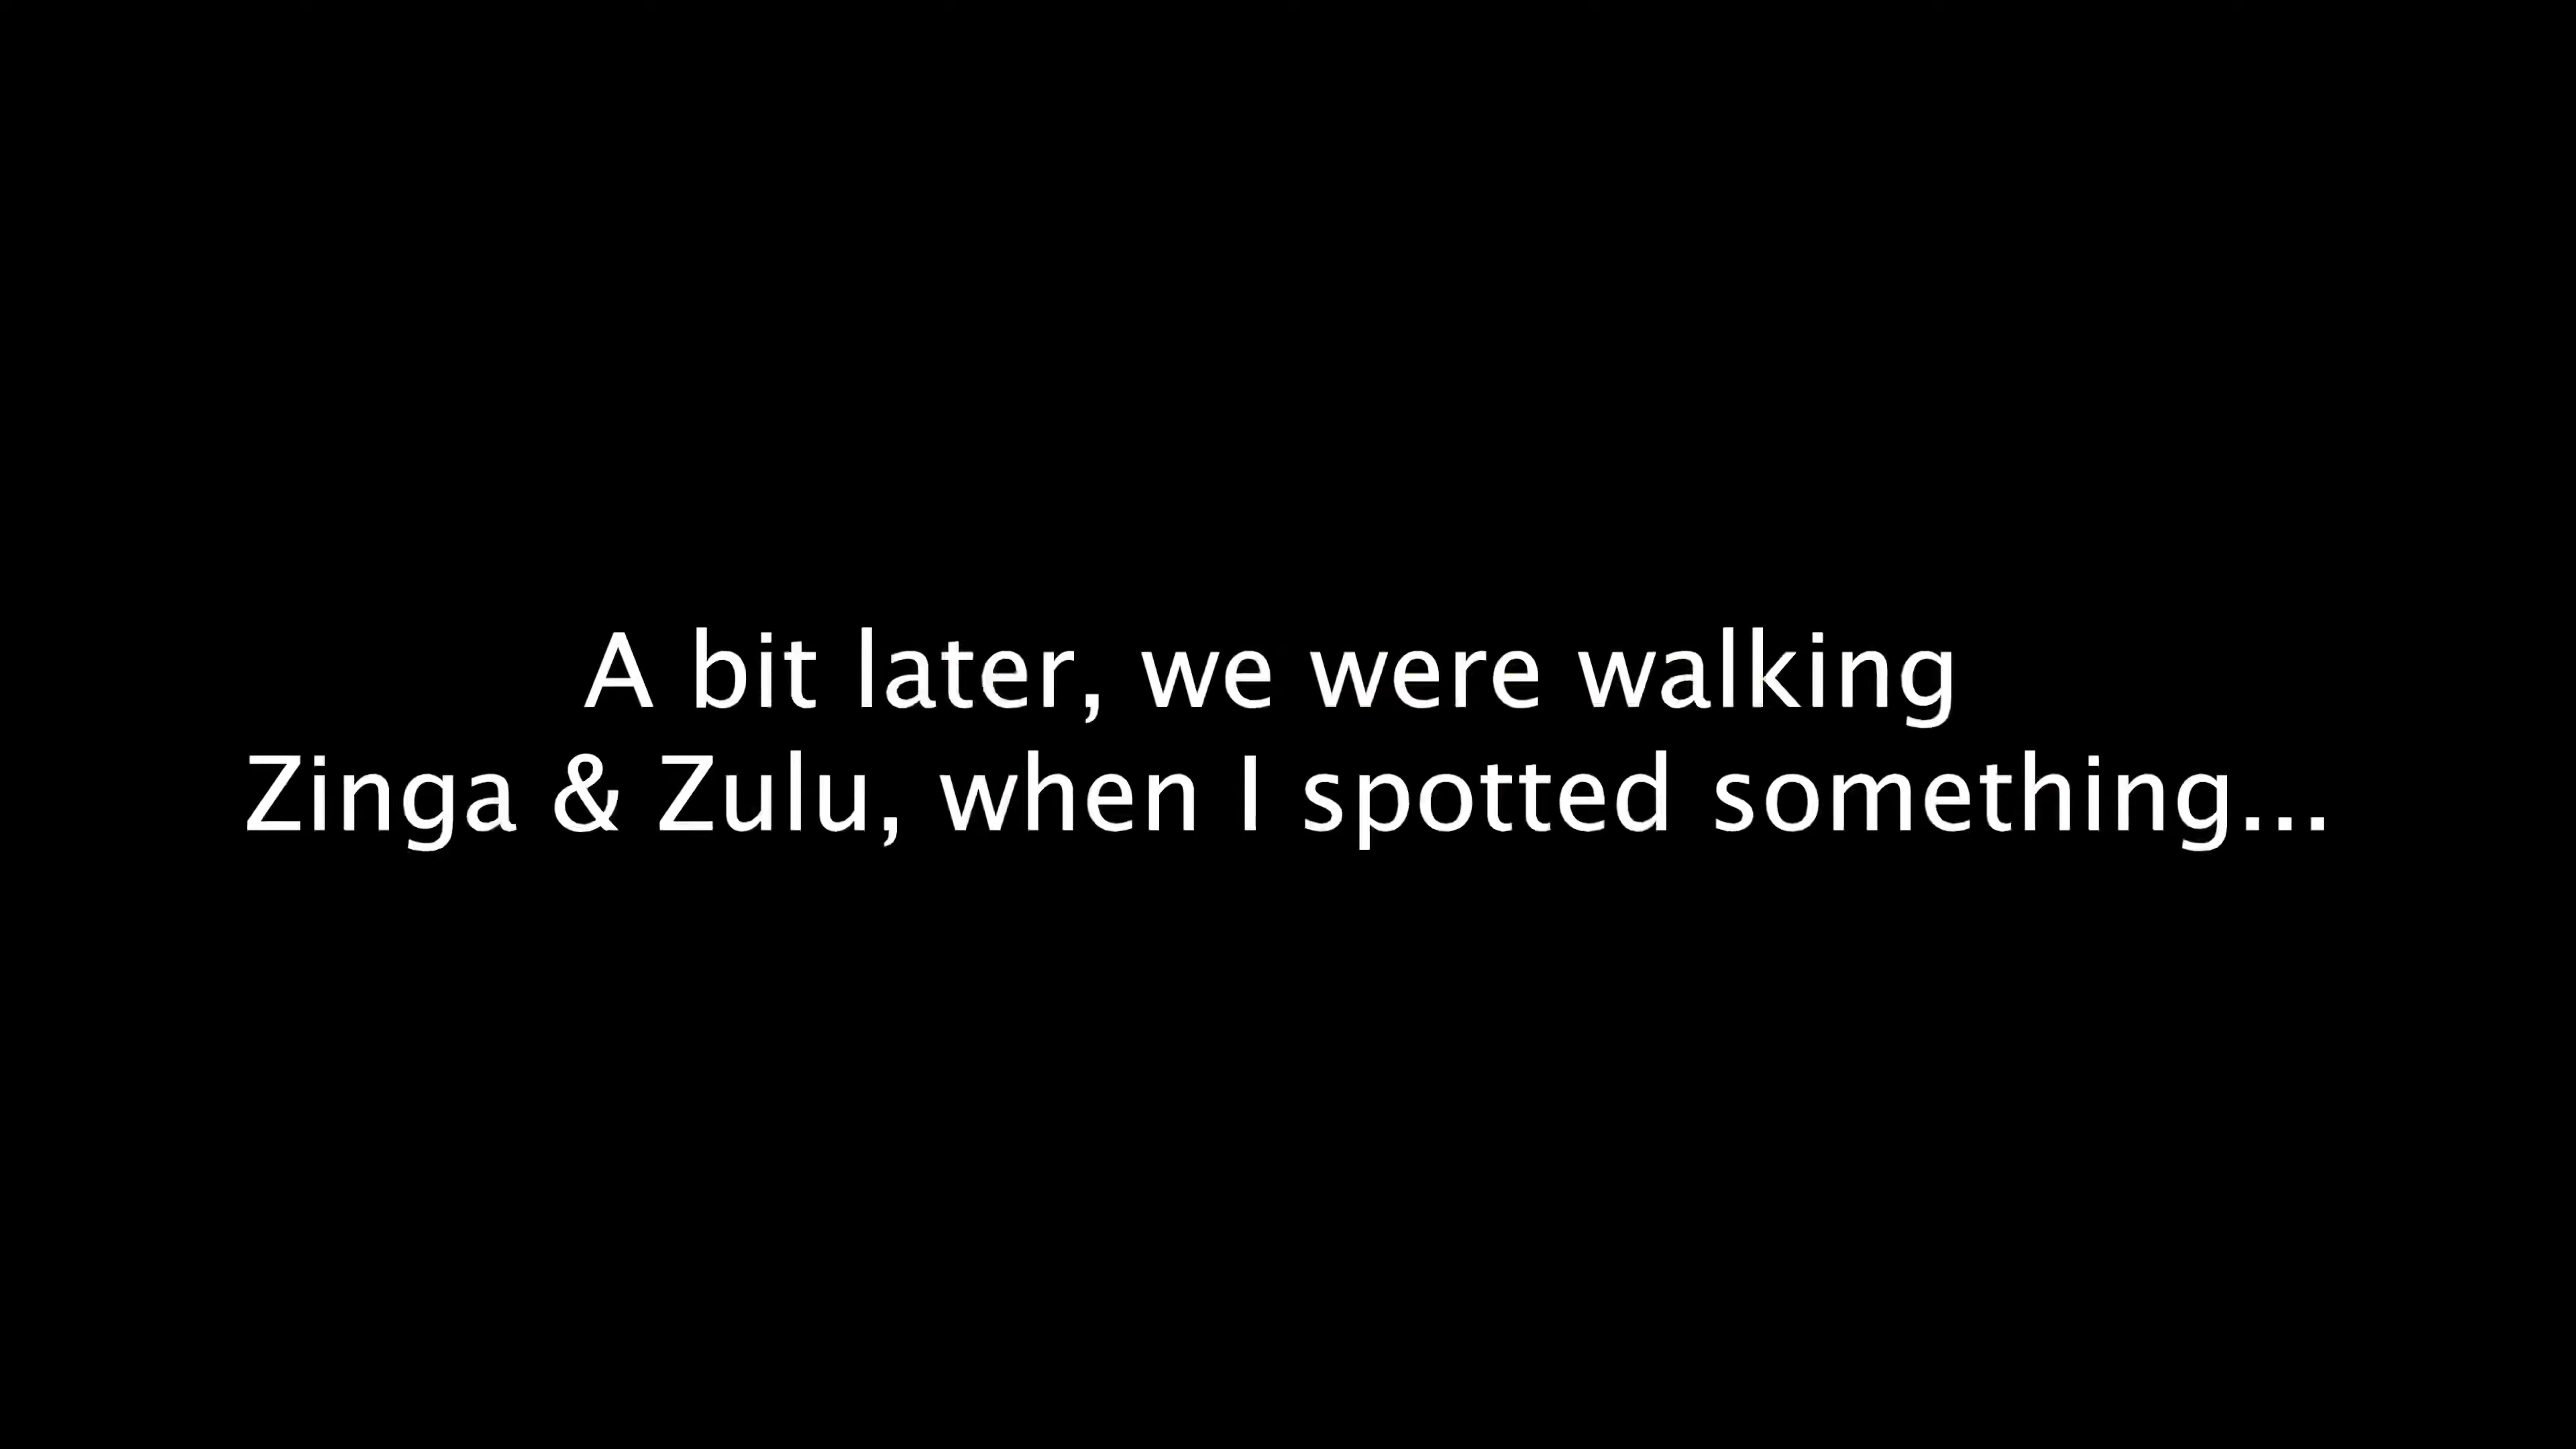 A bit later, we were walking
Zinga & Zulu, when I spotted something...